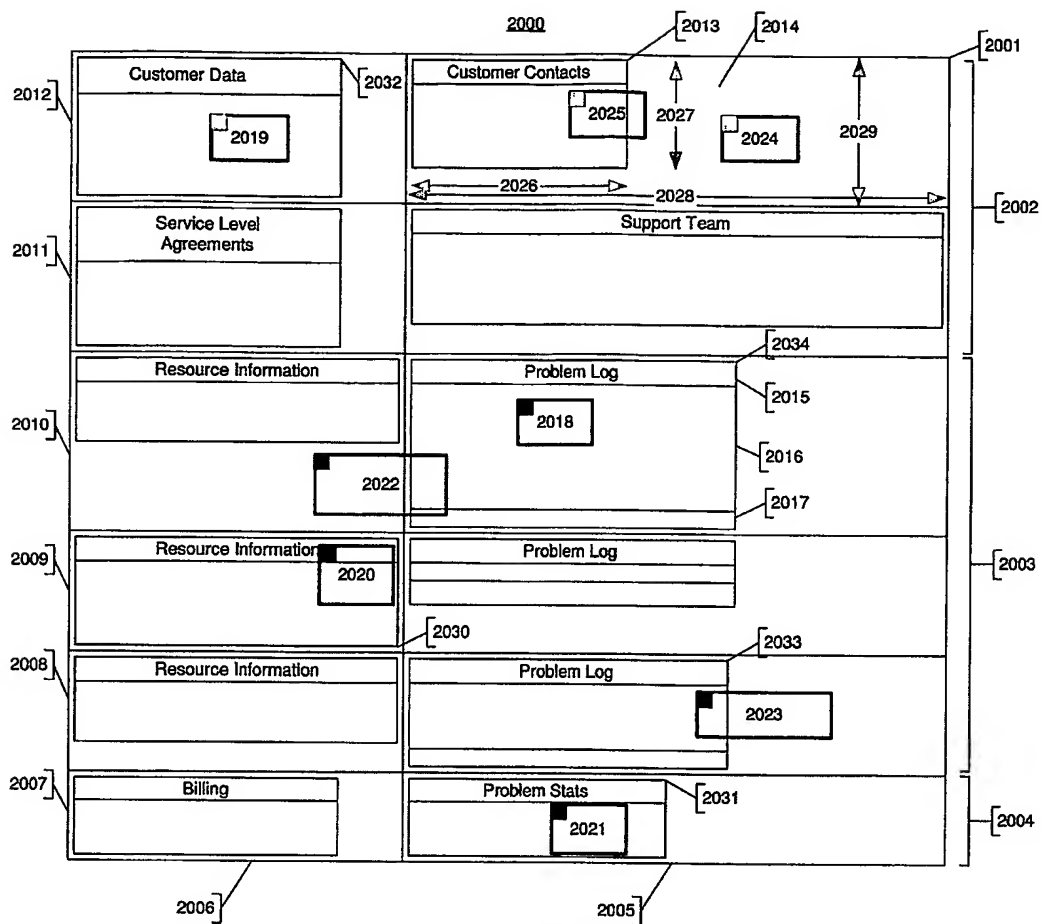 2000
2013
2014
2001
Customer Data
2032
Customer Contacts
2012
2019
2025
2027
2024
2029
2026
2028
2002
Service Level
Agreements
Support Team
2011
2034
Resource Information
Problem Log
2015
2010
2018
2016
2022
2017
Resource Information
Problem Log
2009
2020
2003
2030
2008
2033
Resource Information
Problem Log
2023
2007
Billing
Problem Stats
2031
2021
2004
2006
2005